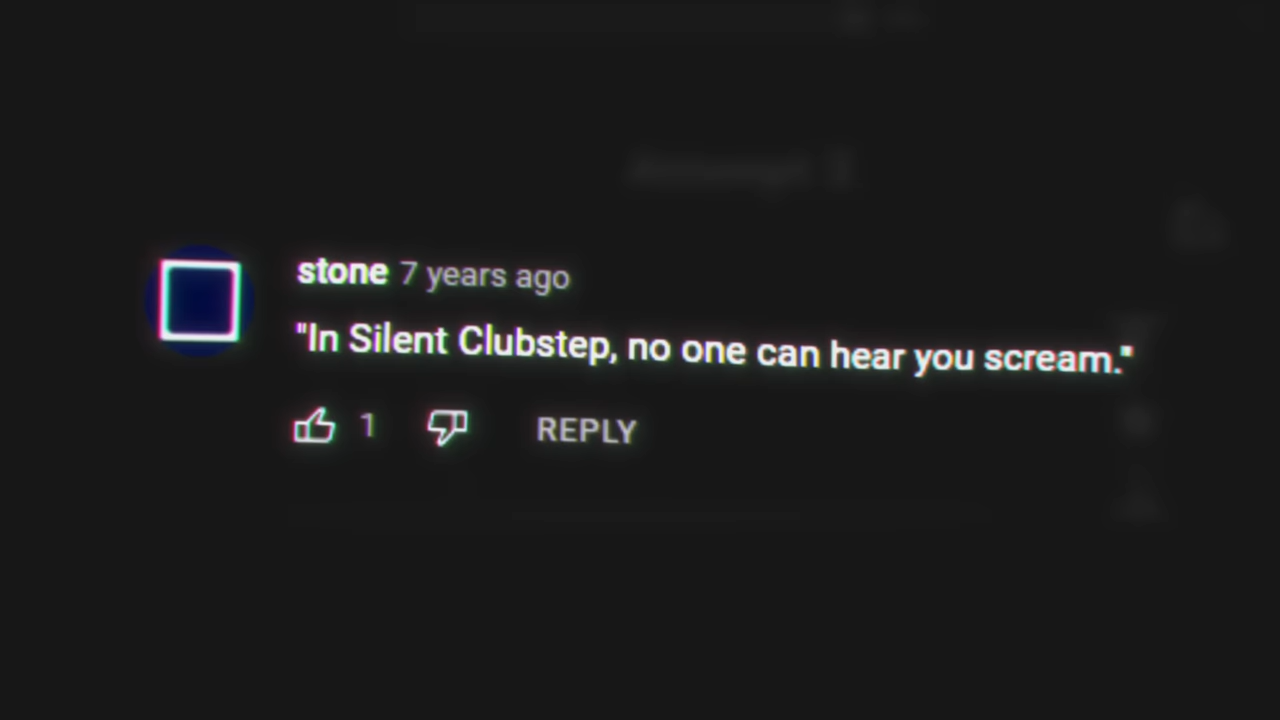 stone 7 years ago
"In Silent Clubstep, no one can hear you scream."
1
REPLY